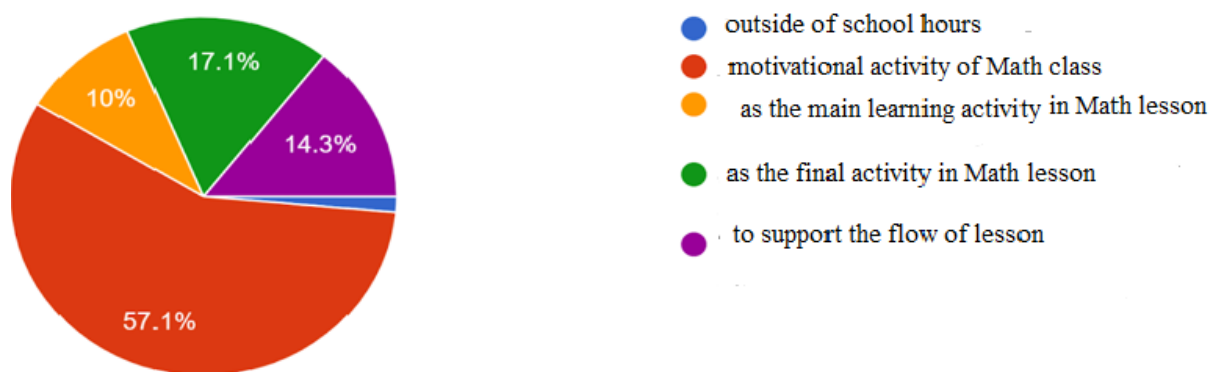 17.1%
10%
14.3%
57.1%
outside of school hours
motivational activity of Math class
as the main learning activity in Math lesson
as the final activity in Math lesson
to support the flow of lesson